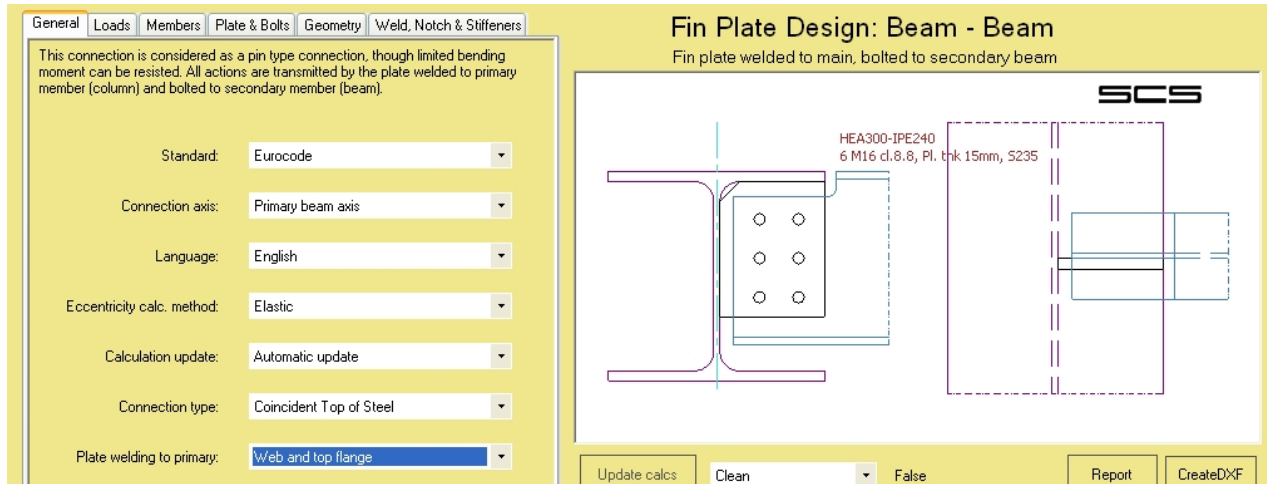 General Loads Members Plate & Bolts Geometry Weld, Notch & Stiffeners
This connection is considered as a pin type connection, though limited bending
moment can be resisted. All actions are transmitted by the plate welded to primary
member (column) and bolted to secondary member (beam).
Standard: Eurocode
Connection axis: Primary beam axis
Language: English
Eccentricity calc. method: Elastic
Calculation update: Automatic update
Connection type: Coincident Top of Steel
Plate welding to primary: Web and top flange
Fin Plate Design: Beam - Beam
Fin plate welded to main, bolted to secondary beam
SCS
HEA300-IPE240
6 M16 cl.8.8, Pl. thk 15mm, S235
Update calcs Clean False Report CreateDXF